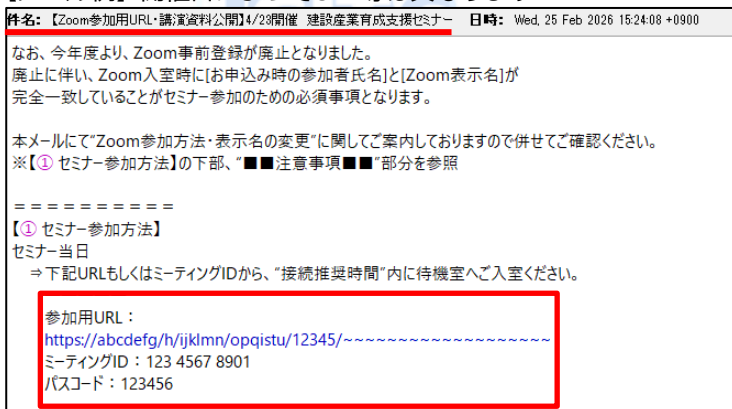 件名:【Zoom参加用URL・講演資料公開】4/23開催 建設産業育成支援セミナー 日時: Wed, 25 Feb 2026 15:24:08 +0900
なお、今年度より、Zoom事前登録が廃止となりました。
廃止に伴い、Zoom入室時に[お申込み時の参加者氏名]と[Zoom表示名]が
完全一致していることがセミナー参加のための必須事項となります。
本メールにて“Zoom参加方法・表示名の変更”に関してご案内しておりますので併せてご確認ください。
※【① セミナー参加方法】の下部、“■■注意事項■■”部分を参照
＝＝＝＝＝＝＝＝＝＝
【① セミナー参加方法】
セミナー当日
⇒下記URLもしくはミーティングIDから、“接続推奨時間”内に待機室へご入室ください。
参加用URL：
https://abcdefg/h/ijklmn/opqistu/12345/~~~~~~~~~~~~~~~~~~~
ミーティングID：123 4567 8901
パスコード：123456